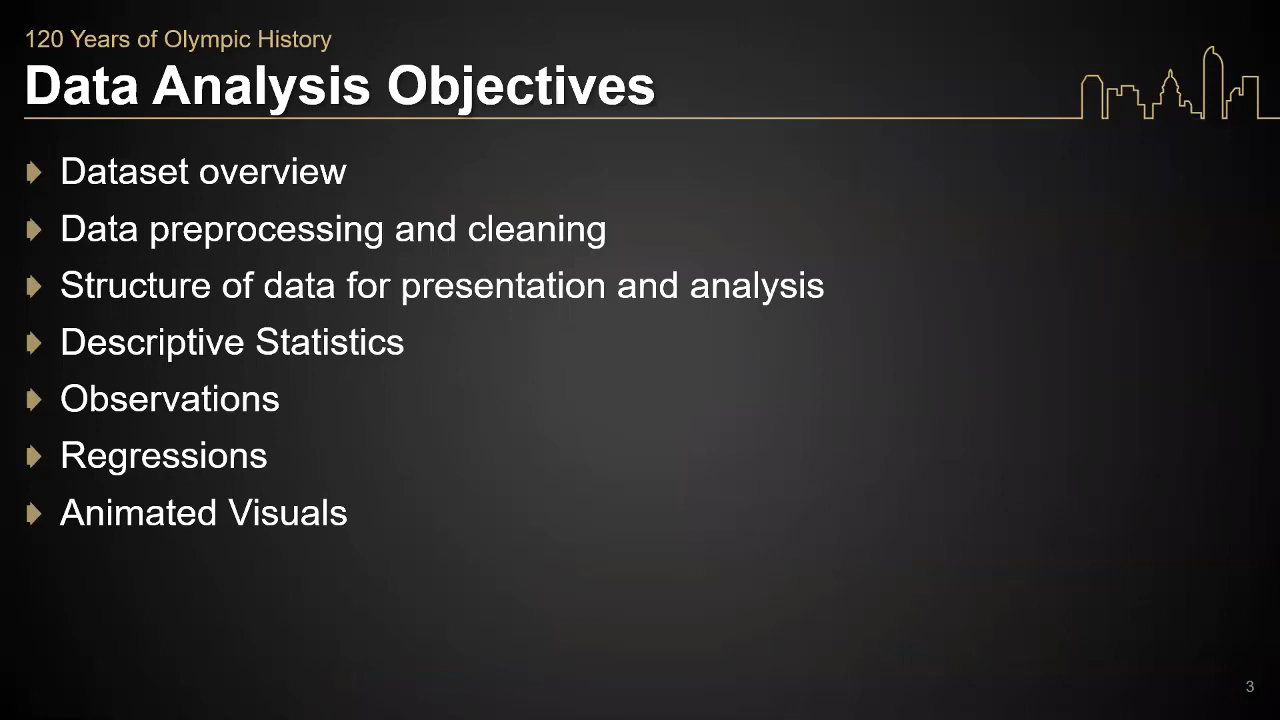 120 Years of Olympic History
Data Analysis Objectives
Dataset overview
Data preprocessing and cleaning
Structure of data for presentation and analysis
Descriptive Statistics
Observations
Regressions
Animated Visuals
3